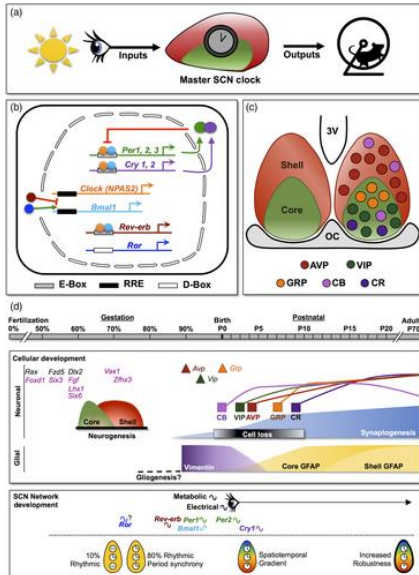 (a)
Inputs
Outputs
Master SCN clock
(b)
Per1, 2, 3
Cry 1, 2
Clock (NPAS2)
Bmal1
Rev-erb
Ror
E-Box
RRE
D-Box
(c)
3V
Shell
Core
OC
AVP
VIP
GRP
CB
CR
(d)
Fertilization
Gestation
Birth
Postnatal
Adult
0%
50%
60%
70%
80%
90%
P0
P5
P10
P15
P20
P70
Cellular development
Neuronal
Rax
Fzd5
Dlx2
Vax1
Foxd1
Six3
Fgf
Zfhx3
Lhx1
Six6
Avp
Grp
Vip
Core
Shell
Neurogenesis
CB
VIP
AVP
GRP
CR
Cell loss
Synaptogenesis
Glial
Gliogenesis?
Vimentin
Core GFAP
Shell GFAP
SCN Network
development
Metabolic
Electrical
?
Ror
Rev-erb
Per1
Per2
Bmal1
Cry1
10%
Rhythmic
80% Rhythmic
Period synchrony
Spatiotemporal
Gradient
Increased
Robustness